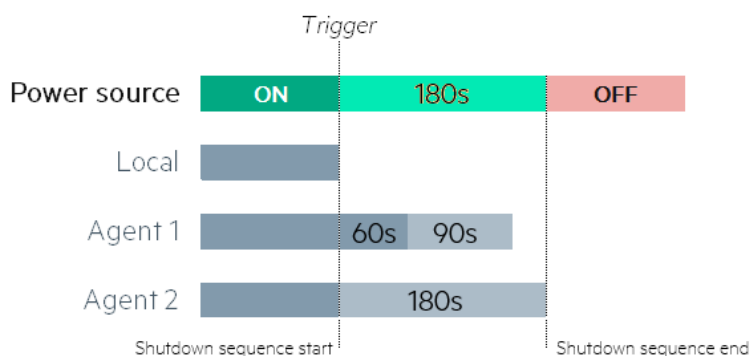 Trigger
Power source ON 180s OFF
Local
Agent 1 60s 90s
Agent 2 180s
Shutdown sequence start Shutdown sequence end